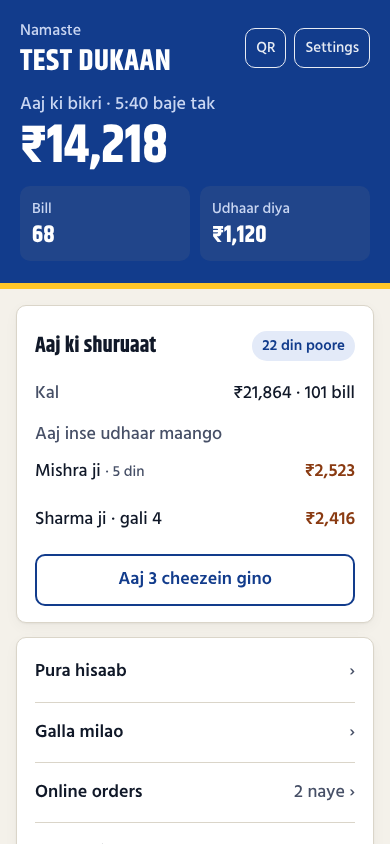 Namaste
TEST DUKAAN
QR
Settings
Aaj ki bikri · 5:40 baje tak
₹14,218
Bill
68
Udhaar diya
₹1,120
Aaj ki shuruaat
22 din poore
Kal
₹21,864 · 101 bill
Aaj inse udhaar maango
Mishra ji · 5 din
₹2,523
Sharma ji · gali 4
₹2,416
Aaj 3 cheezein gino
Pura hisaab ›
Galla milao ›
Online orders
2 naye ›